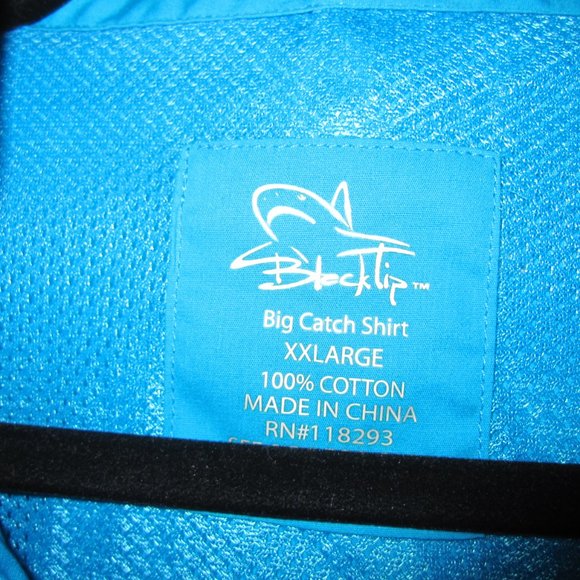 BlackTip™
Big Catch Shirt
XXLARGE
100% COTTON
MADE IN CHINA
RN#118293